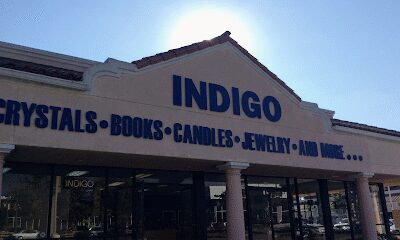 INDIGO
CRYSTALS • BOOKS • CANDLES • JEWELRY • AND MORE...
INDIGO